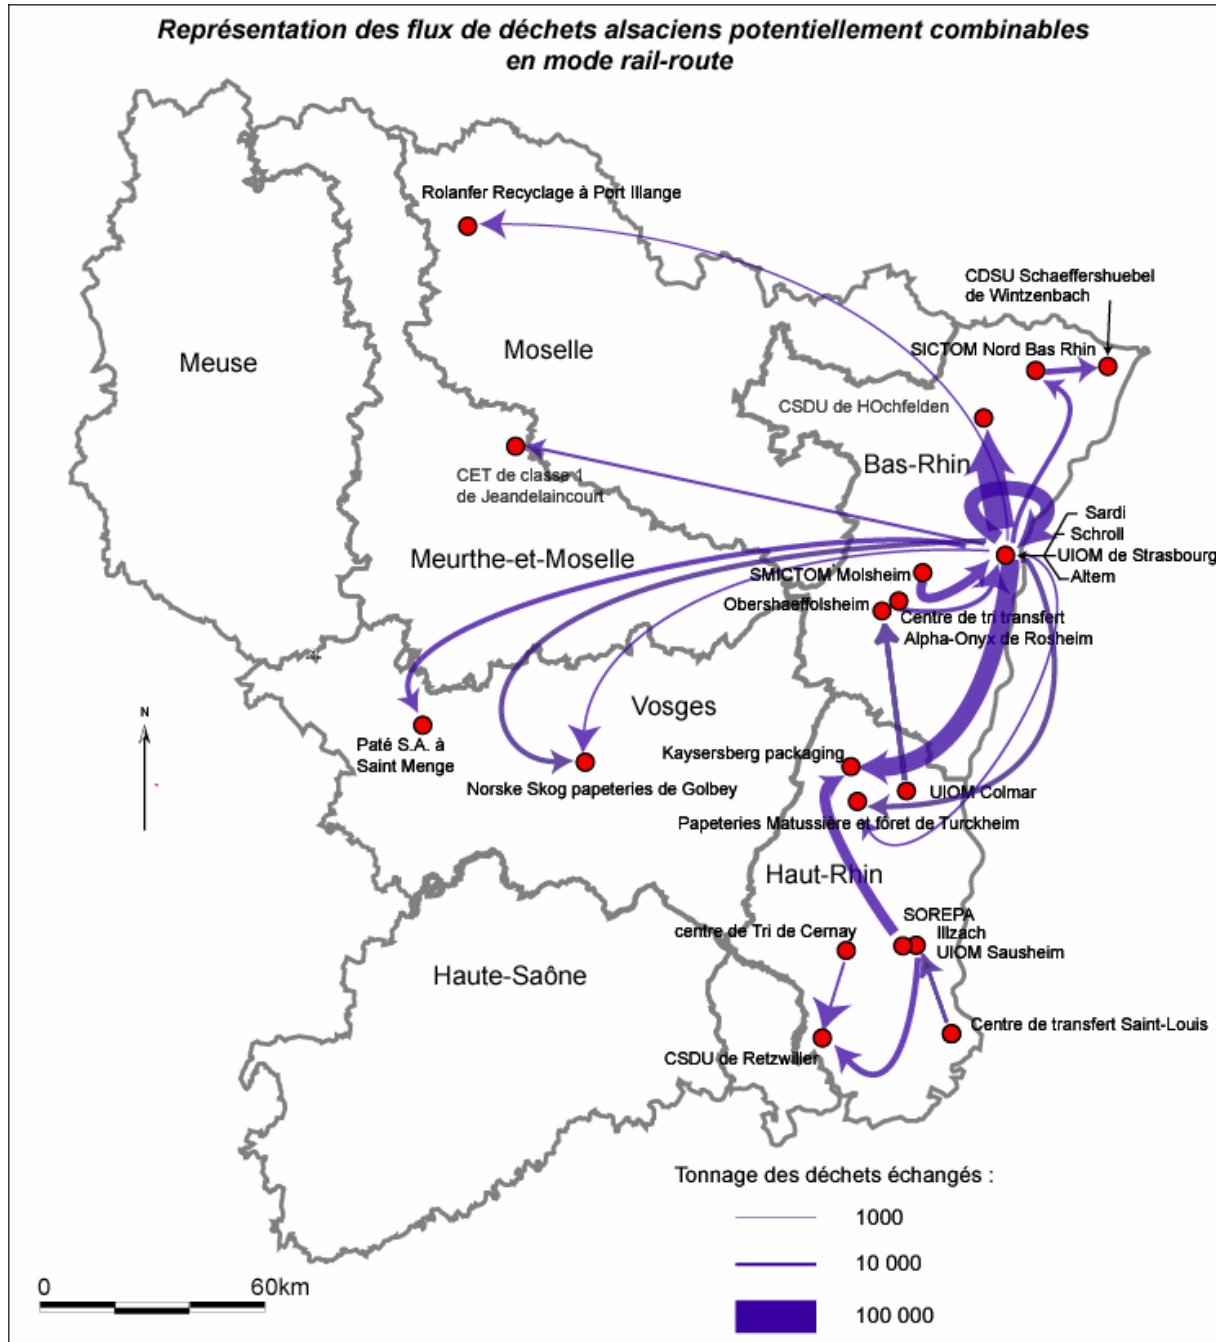 Représentation des flux de déchets alsaciens potentiellement combinables
en mode rail-route
Rolanfer Recyclage à Port Illange
CDSU Schaeffershuebel
de Wintzenbach
Moselle
SICTOM Nord Bas Rhin
Meuse
CSDU de HOchfelden
Bas-Rhin
CET de classe 1
de Jeandelaincourt
Sardi
Schroll
UIOM de Strasbourg
Altem
Meurthe-et-Moselle
SMICTOM Molsheim
Obershaeffolsheim
Centre de tri transfert
Alpha-Onyx de Rosheim
Vosges
N
Paté S.A. à
Saint Menge
Kaysersberg packaging
Norske Skog papeteries de Golbey
UIOM Colmar
Papeteries Matussière et fôret de Turckheim
Haut-Rhin
SOREPA
Illzach
UIOM Sausheim
centre de Tri de Cernay
Haute-Saône
Centre de transfert Saint-Louis
CSDU de Retzwiller
Tonnage des déchets échangés :
1000
10 000
100 000
0 60km